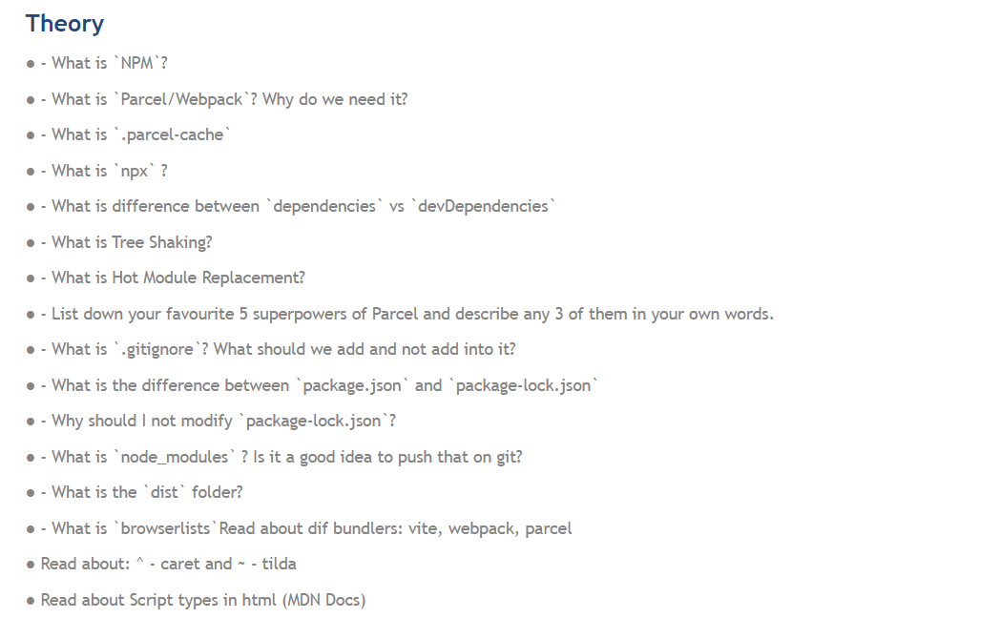 Theory
● - What is `NPM`?
● - What is `Parcel/Webpack`? Why do we need it?
● - What is `.parcel-cache`
● - What is `npx` ?
● - What is difference between `dependencies` vs `devDependencies`
● - What is Tree Shaking?
● - What is Hot Module Replacement?
● - List down your favourite 5 superpowers of Parcel and describe any 3 of them in your own words.
● - What is `.gitignore`? What should we add and not add into it?
● - What is the difference between `package.json` and `package-lock.json`
● - Why should I not modify `package-lock.json`?
● - What is `node_modules` ? Is it a good idea to push that on git?
● - What is the `dist` folder?
● - What is `browserlists`Read about dif bundlers: vite, webpack, parcel
● Read about: ^ - caret and ~ - tilda
● Read about Script types in html (MDN Docs)